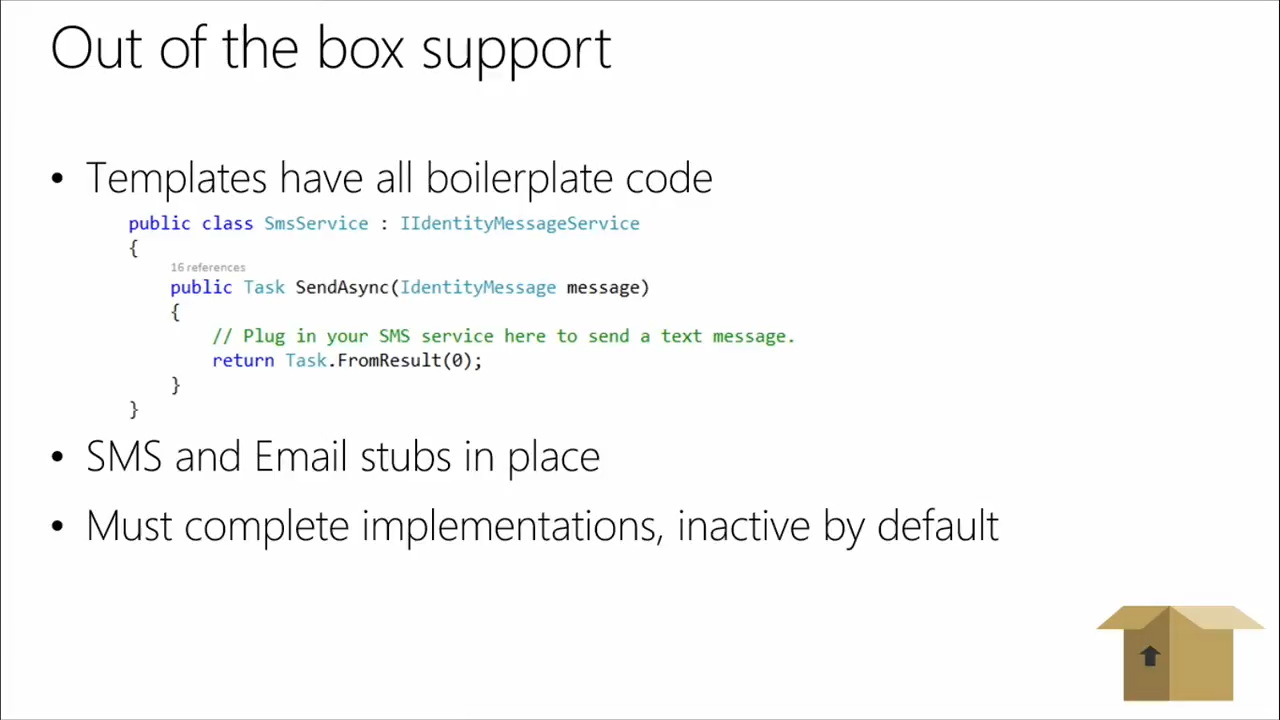 Out of the box support
• Templates have all boilerplate code
public class SmsService : IIdentityMessageService
{
16 references
public Task SendAsync(IdentityMessage message)
{
// Plug in your SMS service here to send a text message.
return Task.FromResult(0);
}
}
• SMS and Email stubs in place
• Must complete implementations, inactive by default